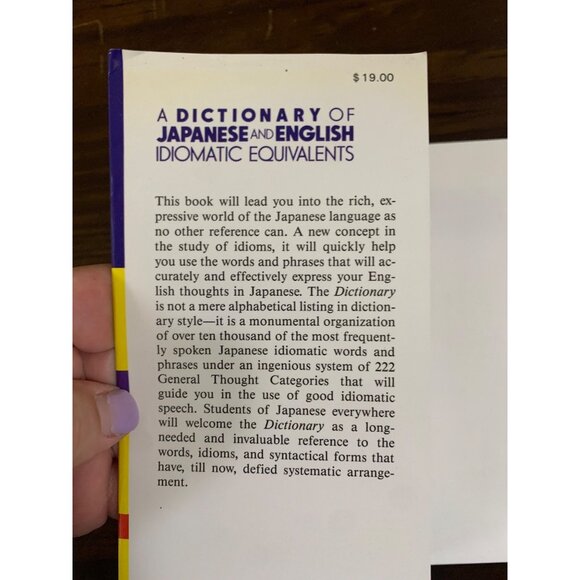 $19.00
A DICTIONARY OF
JAPANESE AND ENGLISH
IDIOMATIC EQUIVALENTS
This book will lead you into the rich, ex-
pressive world of the Japanese language as
no other reference can. A new concept in
the study of idioms, it will quickly help
you use the words and phrases that will ac-
curately and effectively express your Eng-
lish thoughts in Japanese. The Dictionary
is not a mere alphabetical listing in diction-
ary style—it is a monumental organization
of over ten thousand of the most frequent-
ly spoken Japanese idiomatic words and
phrases under an ingenious system of 222
General Thought Categories that will
guide you in the use of good idiomatic
speech. Students of Japanese everywhere
will welcome the Dictionary as a long-
needed and invaluable reference to the
words, idioms, and syntactical forms that
have, till now, defied systematic arrange-
ment.